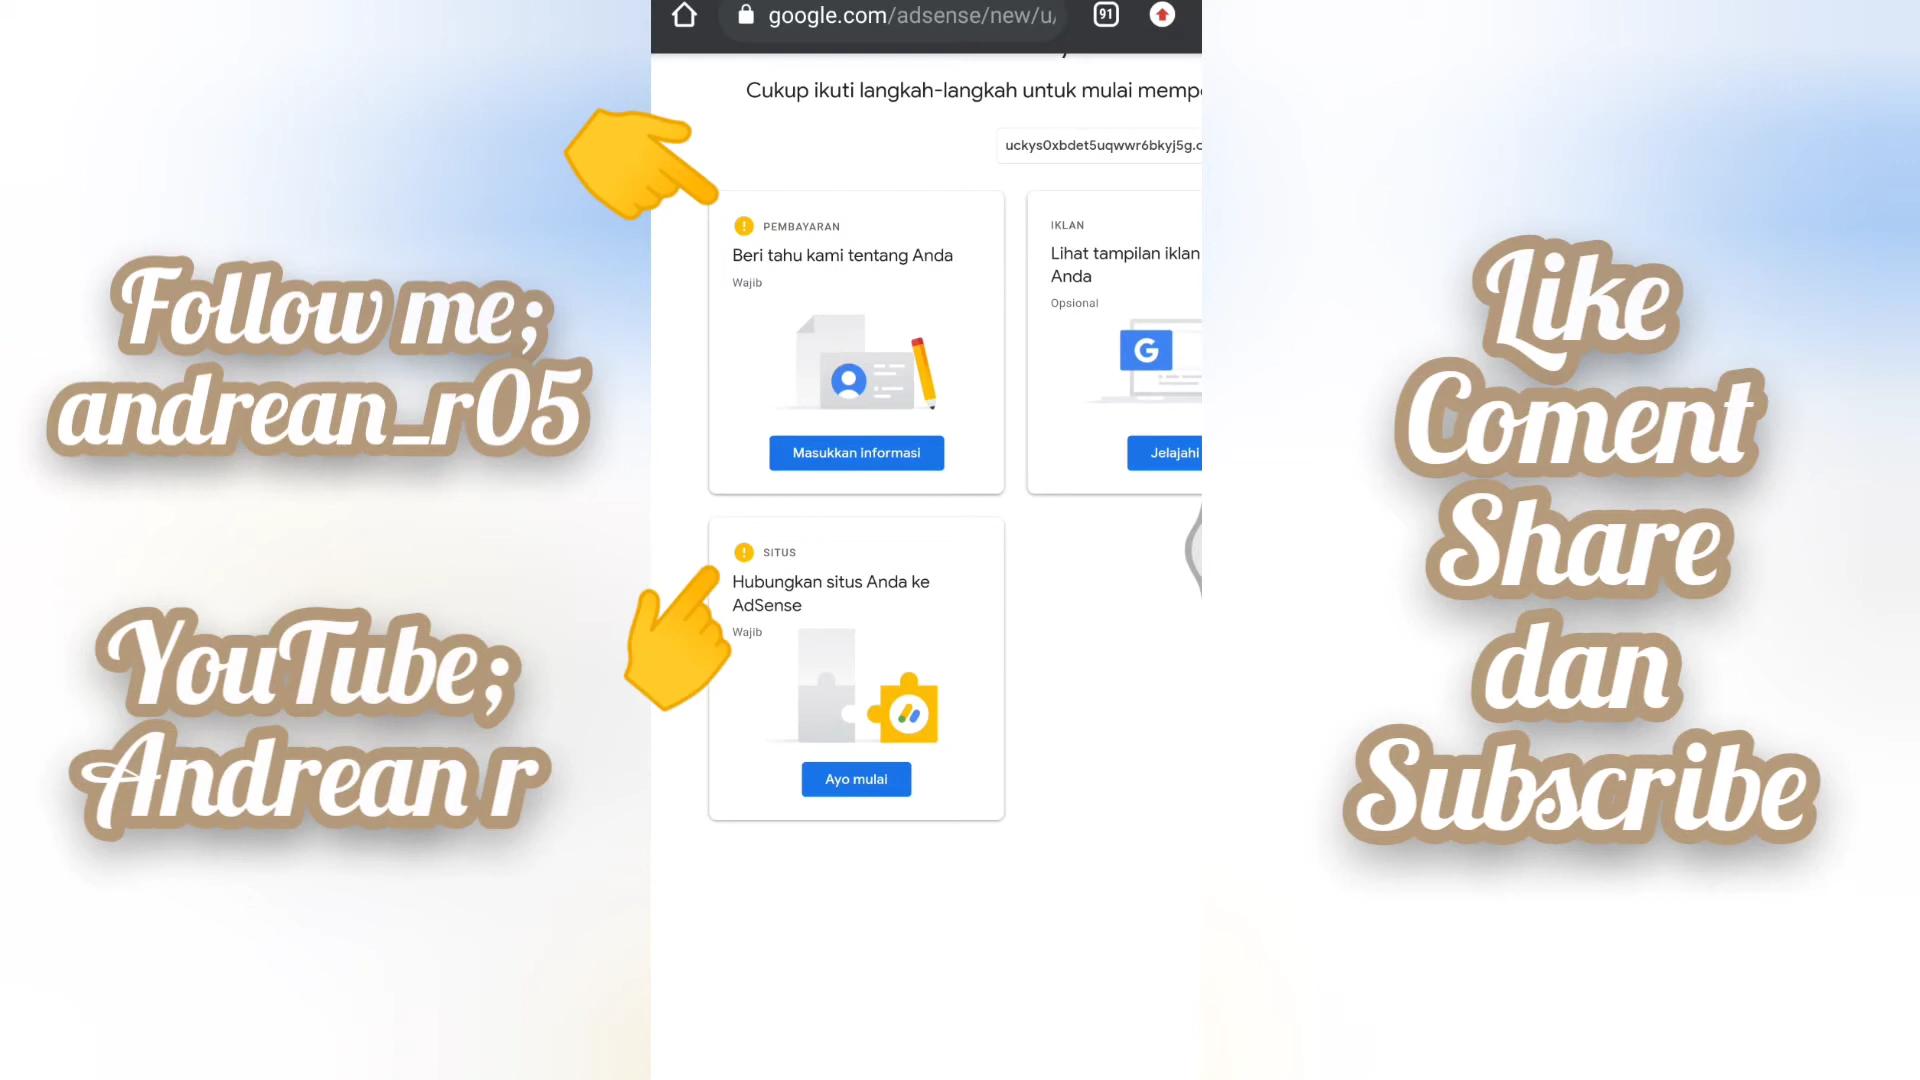 91
google.com/adsense/new/u/
Cukup ikuti langkah-langkah untuk mulai mempe
uckys0xbdet5uqwwr6bkyj5g.c
PEMBAYARAN
Beri tahu kami tentang Anda
Wajib
Masukkan informasi
IKLAN
Lihat tampilan iklan
Anda
Opsional
G
Jelajahi
SITUS
Hubungkan situs Anda ke
AdSense
Wajib
Ayo mulai
Follow me;
andrean_r05
YouTube;
Andrean r
Like
Coment
Share
dan
Subscribe